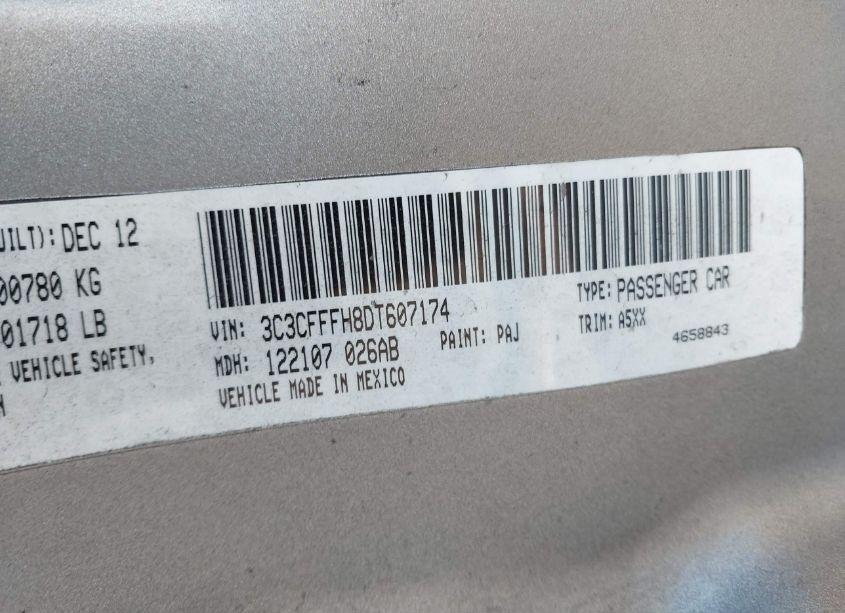 UILT): DEC 12
00780 KG
01718 LB
VEHICLE SAFETY,
VIN: 3C3CFFFH8DT607174
TYPE: PASSENGER CAR
MDH: 122107 026AB
PAINT: PAJ
TRIM: A5XX
VEHICLE MADE IN MEXICO
4658843